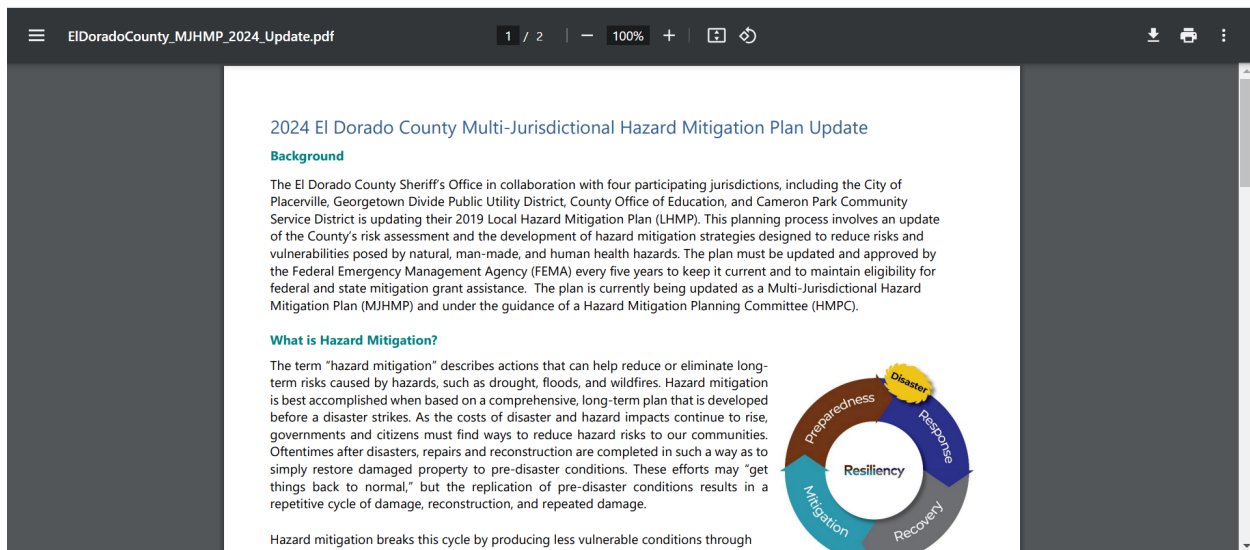 ElDoradoCounty_MJHMP_2024_Update.pdf
1 / 2
100%
2024 El Dorado County Multi-Jurisdictional Hazard Mitigation Plan Update
Background
The El Dorado County Sheriff’s Office in collaboration with four participating jurisdictions, including the City of
Placerville, Georgetown Divide Public Utility District, County Office of Education, and Cameron Park Community
Service District is updating their 2019 Local Hazard Mitigation Plan (LHMP). This planning process involves an update
of the County’s risk assessment and the development of hazard mitigation strategies designed to reduce risks and
vulnerabilities posed by natural, man-made, and human health hazards. The plan must be updated and approved by
the Federal Emergency Management Agency (FEMA) every five years to keep it current and to maintain eligibility for
federal and state mitigation grant assistance.  The plan is currently being updated as a Multi-Jurisdictional Hazard
Mitigation Plan (MJHMP) and under the guidance of a Hazard Mitigation Planning Committee (HMPC).
What is Hazard Mitigation?
The term “hazard mitigation” describes actions that can help reduce or eliminate long-
term risks caused by hazards, such as drought, floods, and wildfires. Hazard mitigation
is best accomplished when based on a comprehensive, long-term plan that is developed
before a disaster strikes. As the costs of disaster and hazard impacts continue to rise,
governments and citizens must find ways to reduce hazard risks to our communities.
Oftentimes after disasters, repairs and reconstruction are completed in such a way as to
simply restore damaged property to pre-disaster conditions. These efforts may “get
things back to normal,” but the replication of pre-disaster conditions results in a
repetitive cycle of damage, reconstruction, and repeated damage.
Hazard mitigation breaks this cycle by producing less vulnerable conditions through
Disaster
Preparedness
Response
Resiliency
Mitigation
Recovery